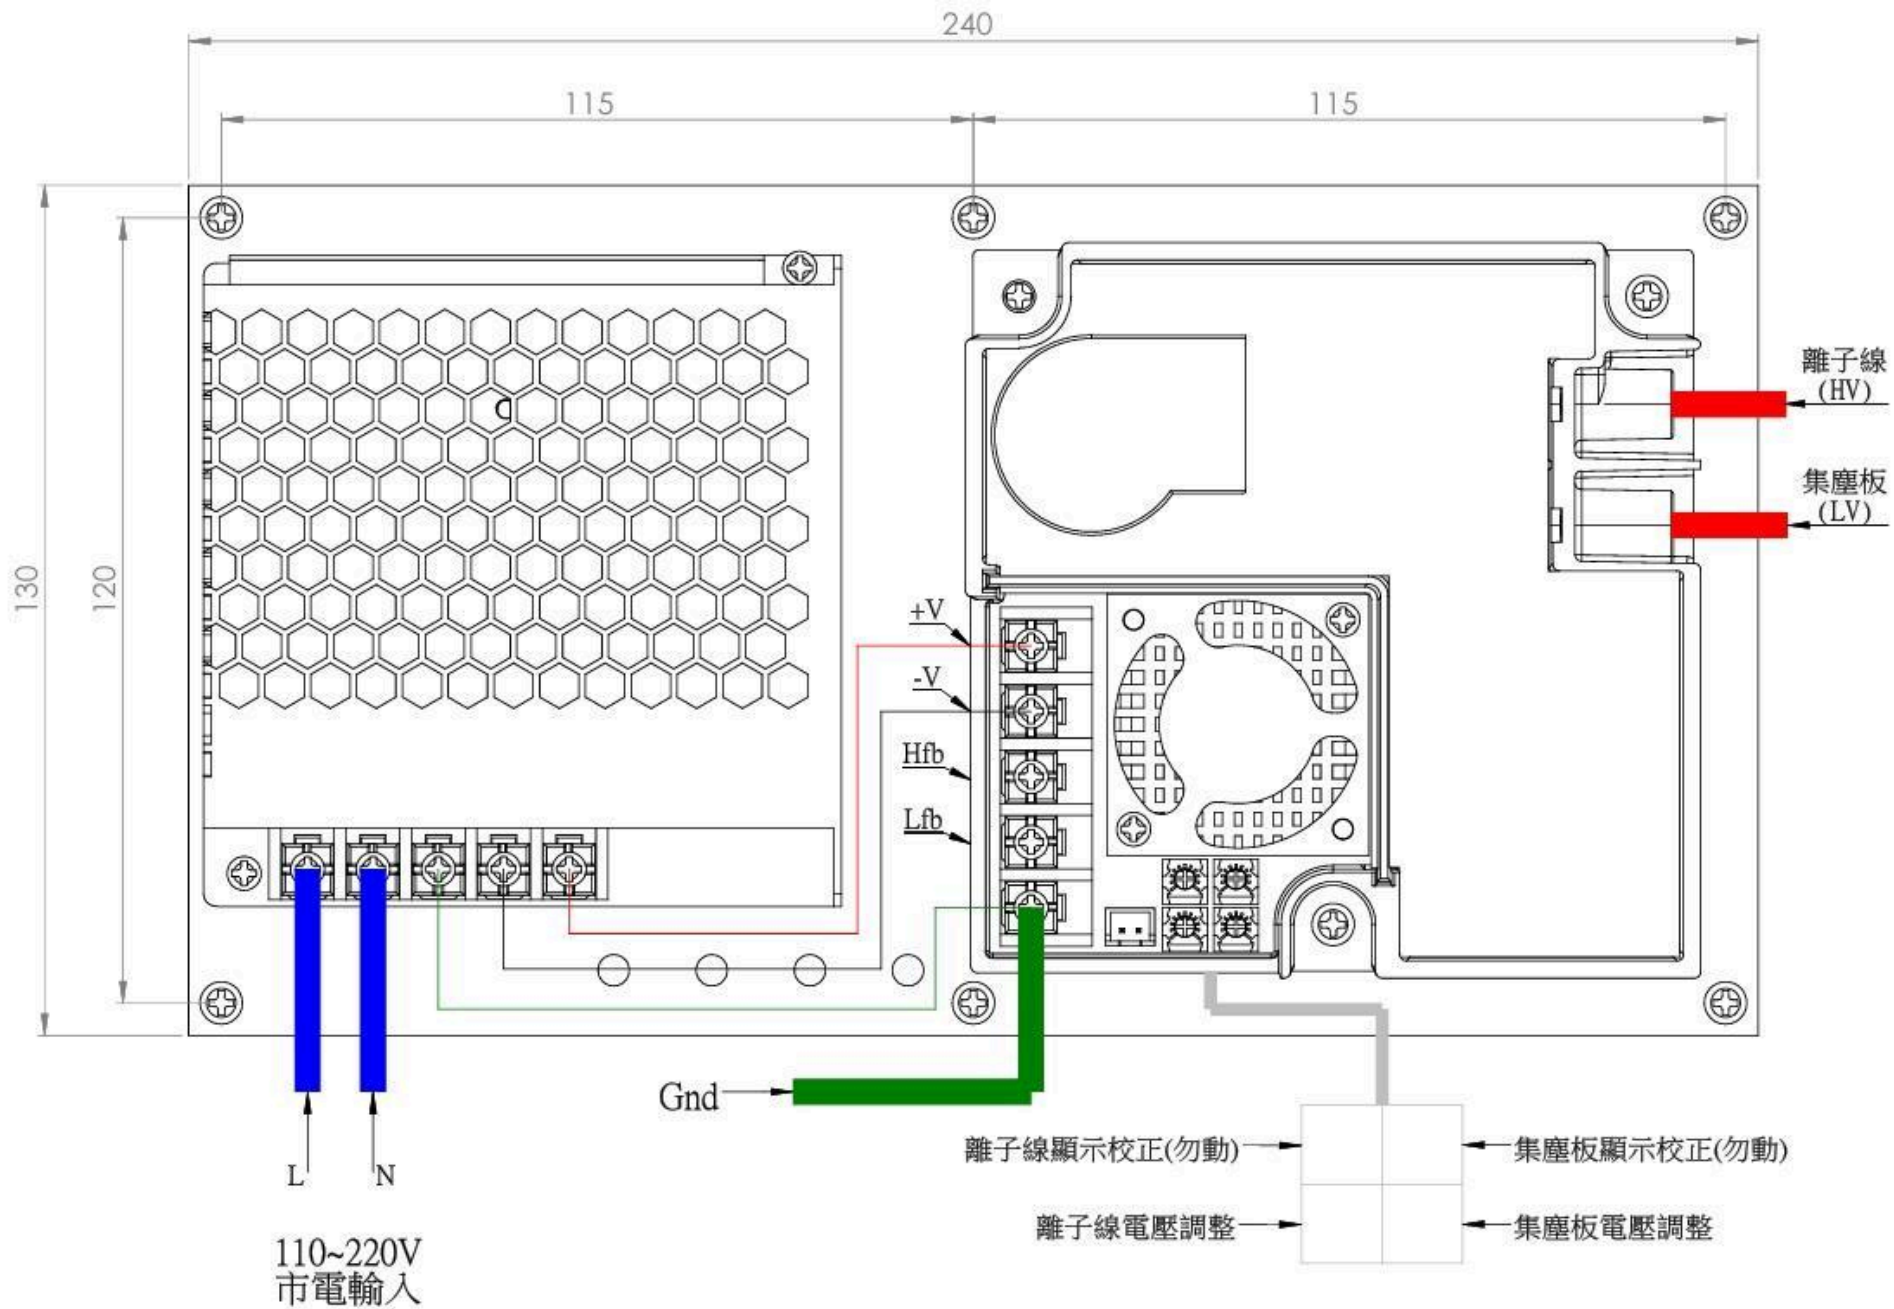 240
115
115
離子線
(HV)
集塵板
(LV)
130
120
+V
-V
Hfb
Lfb
Gnd
L
N
110~220V
市電輸入
離子線顯示校正(勿動)
集塵板顯示校正(勿動)
離子線電壓調整
集塵板電壓調整